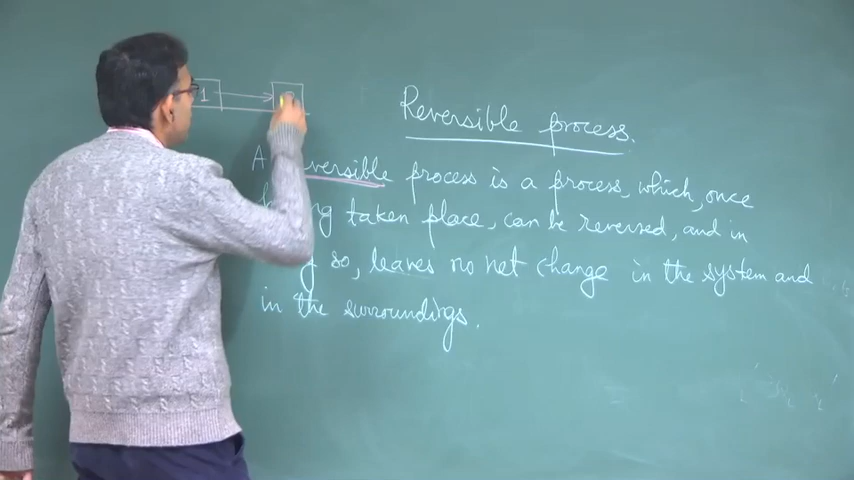 1
Reversible process.
A versible process is a process, which, once
taken place, can be reversed, and in
so, leaves no net change in the system and
in the surroundings.